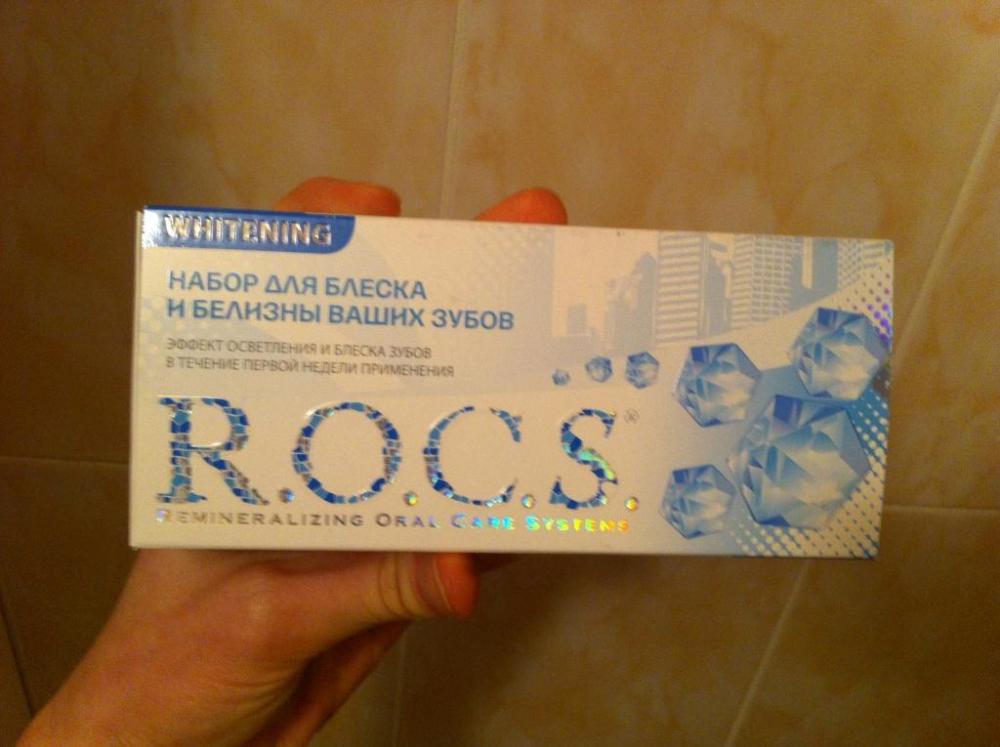 WHITENING
НАБОР ДЛЯ БЛЕСКА
И БЕЛИЗНЫ ВАШИХ ЗУБОВ
ЭФФЕКТ ОСВЕТЛЕНИЯ И БЛЕСКА ЗУБОВ
В ТЕЧЕНИЕ ПЕРВОЙ НЕДЕЛИ ПРИМЕНЕНИЯ
R.O.C.S.®
REMINERALIZING ORAL CARE SYSTEMS